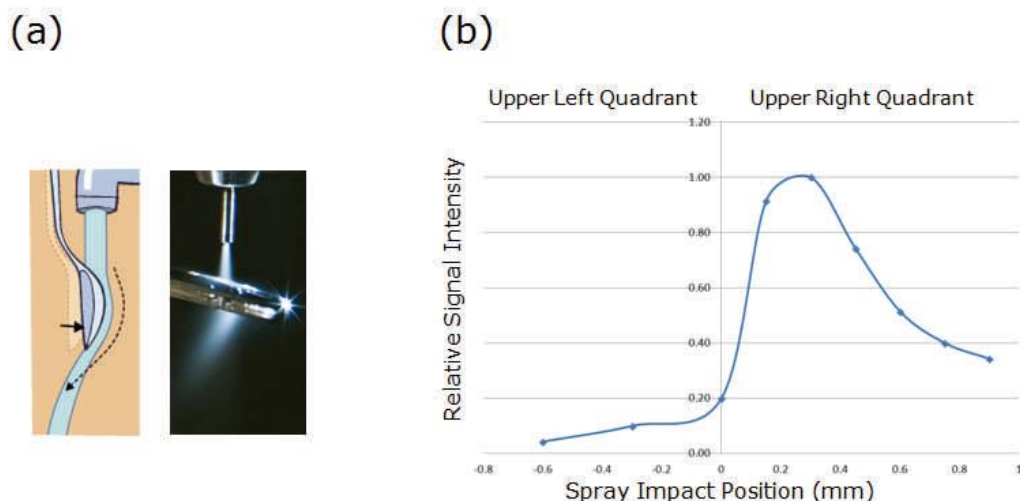 (a)
(b)
Upper Left Quadrant
Upper Right Quadrant
Relative Signal Intensity
1.20
1.00
0.80
0.60
0.40
0.20
0.00
-0.8
-0.6
-0.4
-0.2
0
0.2
0.4
0.6
0.8
1
Spray Impact Position (mm)